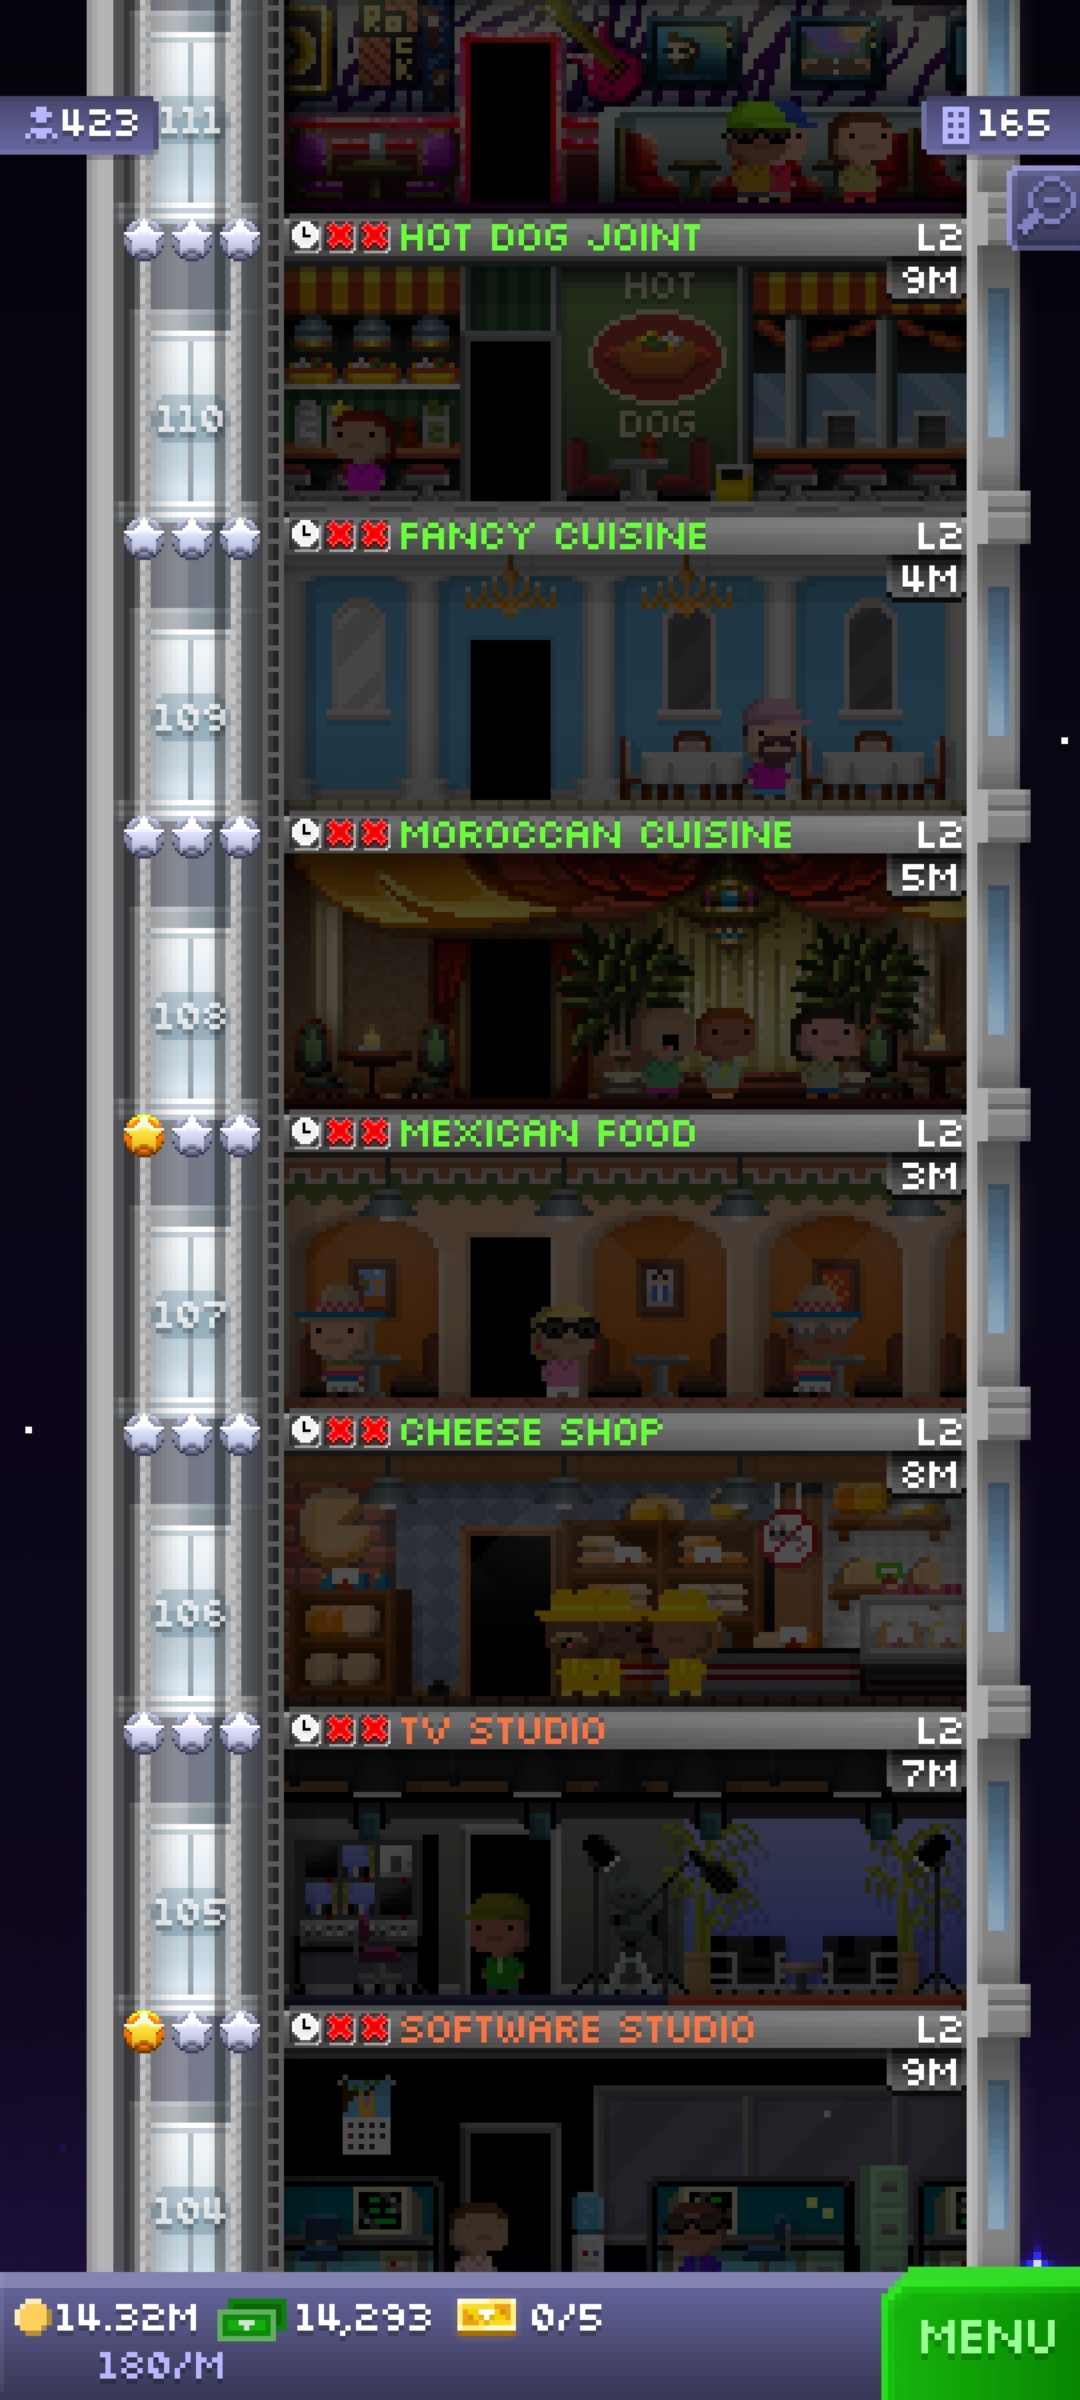 ROCK
423
111
165
HOT DOG JOINT L2
9M
HOT
DOG
110
FANCY CUISINE L2
4M
109
MOROCCAN CUISINE L2
5M
108
MEXICAN FOOD L2
3M
107
CHEESE SHOP L2
8M
106
TV STUDIO L2
7M
105
SOFTWARE STUDIO L2
9M
104
14.32M 14,293 0/5
180/M
MENU